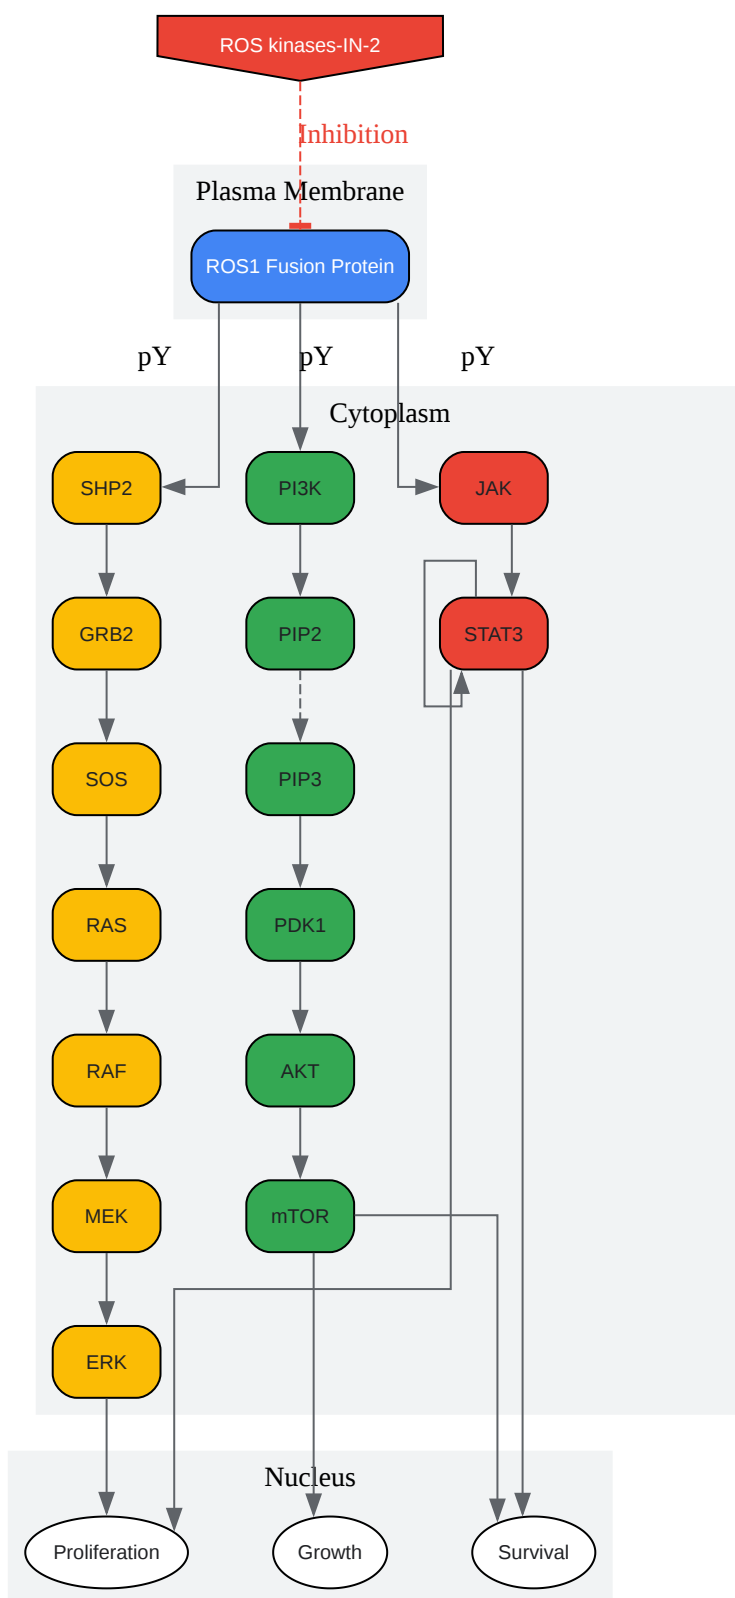 ROS kinases-IN-2
Inhibition
Plasma Membrane
ROS1 Fusion Protein
pY
pY
pY
Cytoplasm
SHP2
PI3K
JAK
GRB2
PIP2
STAT3
SOS
PIP3
RAS
PDK1
RAF
AKT
MEK
mTOR
ERK
Nucleus
Proliferation
Growth
Survival